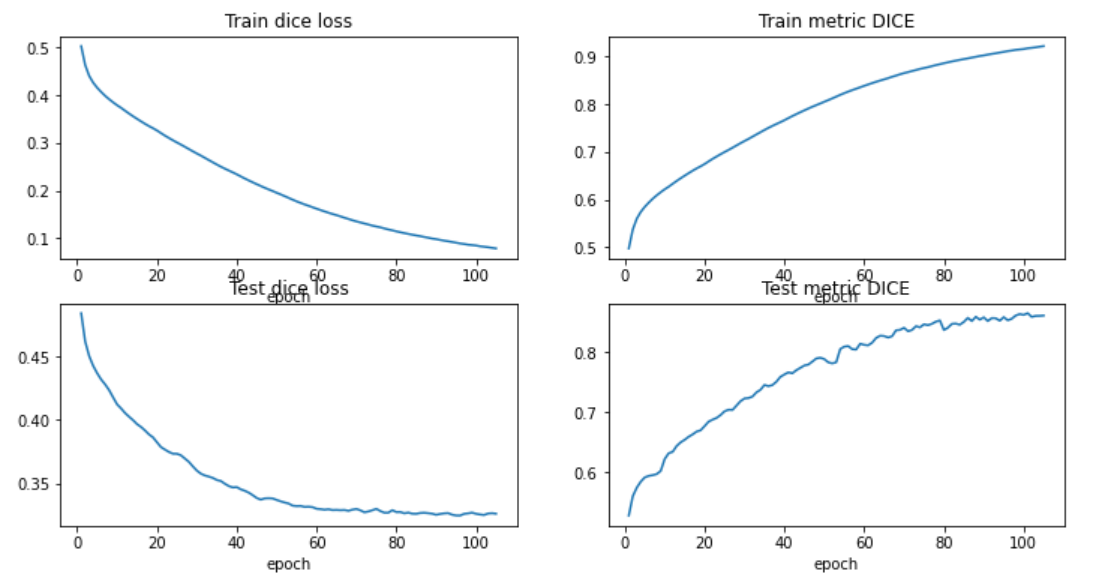 Train dice loss
0.5
0.4
0.3
0.2
0.1
0 20 40 60 80 100
epoch
Train metric DICE
0.9
0.8
0.7
0.6
0.5
0 20 40 60 80 100
epoch
Test dice loss
0.45
0.40
0.35
0 20 40 60 80 100
epoch
Test metric DICE
0.8
0.7
0.6
0 20 40 60 80 100
epoch